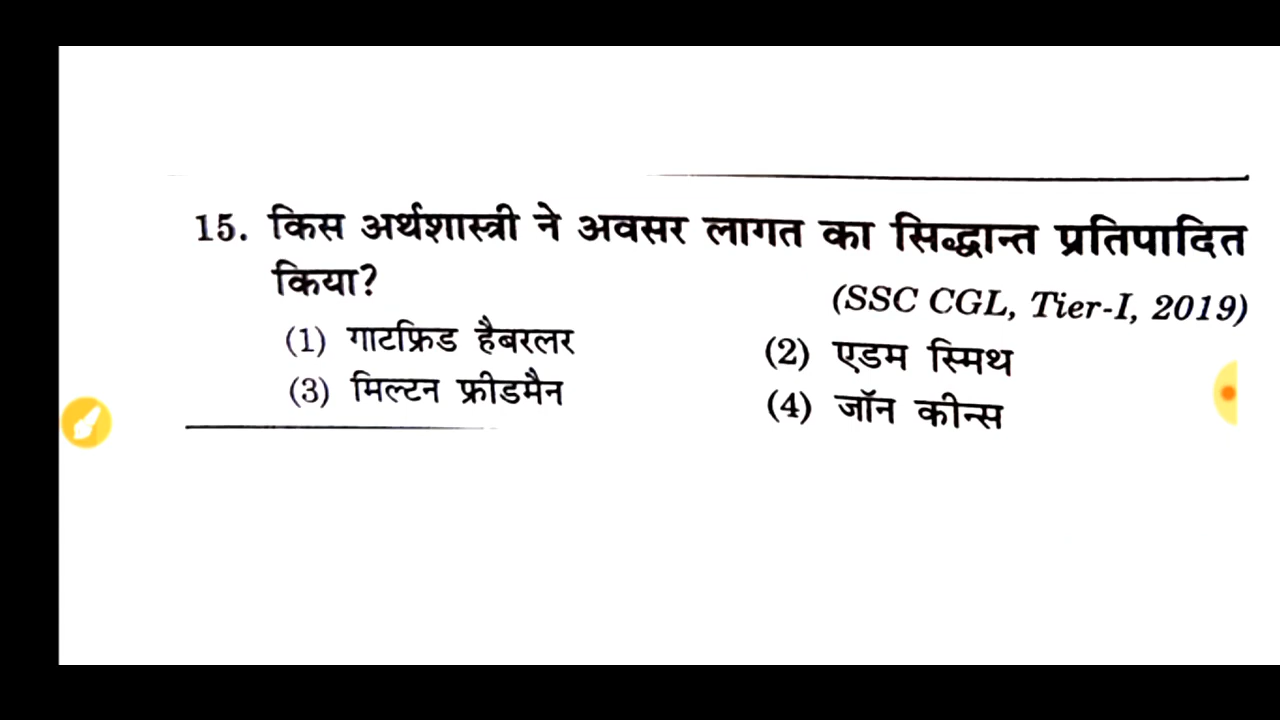 15. किस अर्थशास्त्री ने अवसर लागत का सिद्धान्त प्रतिपादित
किया?
(SSC CGL, Tier-I, 2019)
(1) गाटफ्रिड हैबरलर (2) एडम स्मिथ
(3) मिल्टन फ्रीडमैन (4) जॉन कीन्स